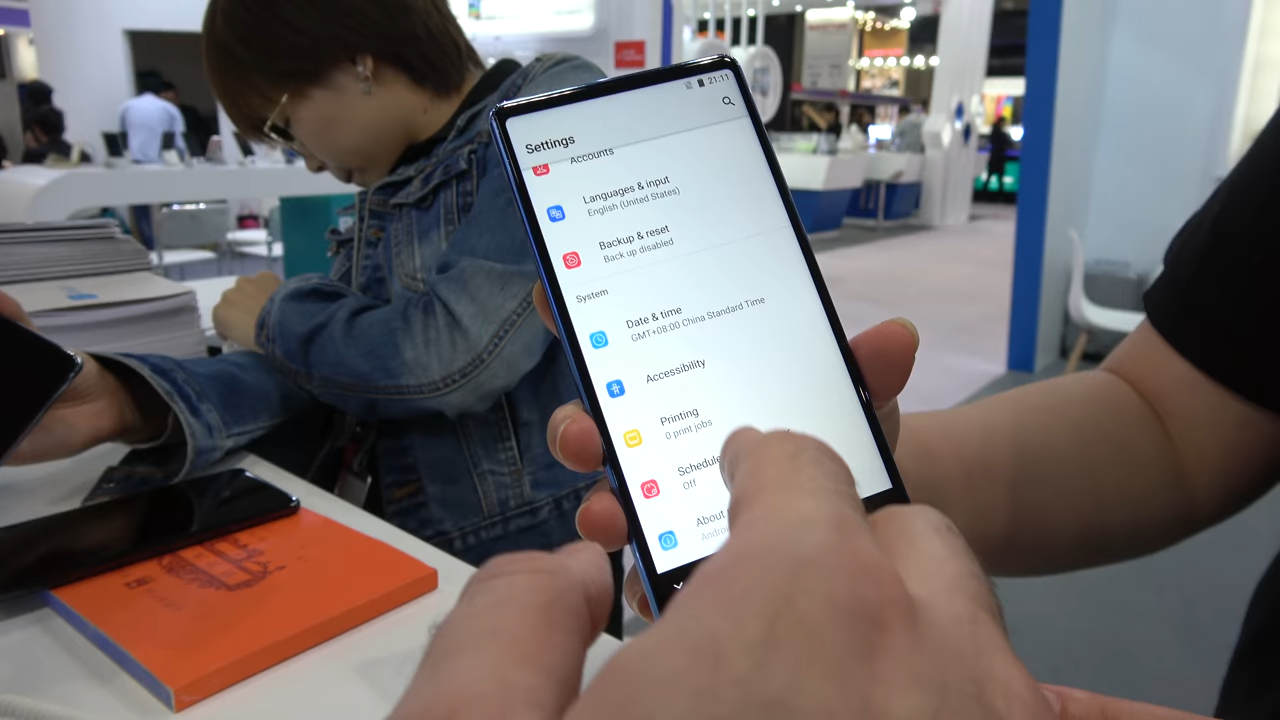 21:11
Settings
Accounts
Languages & input
English (United States)
Backup & reset
Back up disabled
System
Date & time
GMT+08:00 China Standard Time
Accessibility
Printing
0 print jobs
Schedule
Off
About